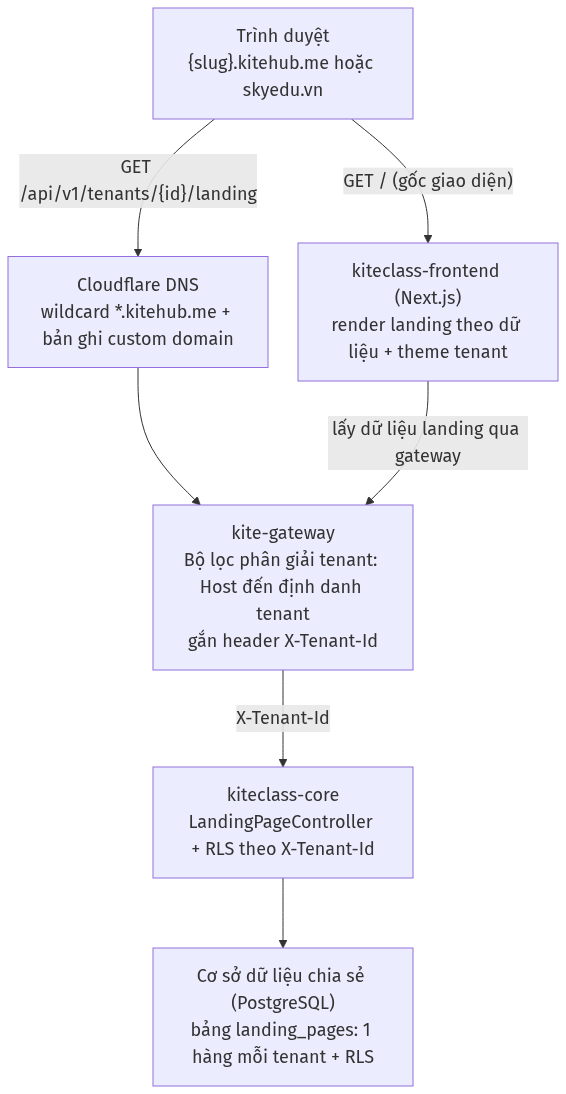 Trình duyệt
{slug}.kitehub.me hoặc
skyedu.vn
GET
/api/v1/tenants/{id}/landing
GET / (gốc giao diện)
Cloudflare DNS
wildcard *.kitehub.me +
bản ghi custom domain
kiteclass-frontend
(Next.js)
render landing theo dữ
liệu + theme tenant
lấy dữ liệu landing qua
gateway
kite-gateway
Bộ lọc phân giải tenant:
Host đến định danh
tenant
gắn header X-Tenant-Id
X-Tenant-Id
kiteclass-core
LandingPageController
+ RLS theo X-Tenant-Id
Cơ sở dữ liệu chia sẻ
(PostgreSQL)
bảng landing_pages: 1
hàng mỗi tenant + RLS